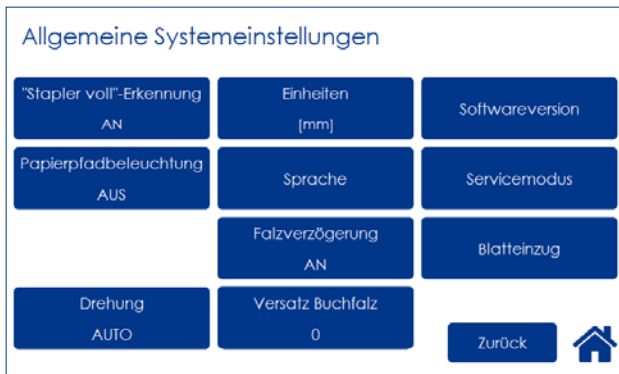 Allgemeine Systemeinstellungen
"Stapler voll"-Erkennung
AN
Einheiten
[mm]
Softwareversion
Papierpfadbeleuchtung
AUS
Sprache
Servicemodus
Falzverzögerung
AN
Blatteinzug
Drehung
AUTO
Versatz Buchfalz
0
Zurück